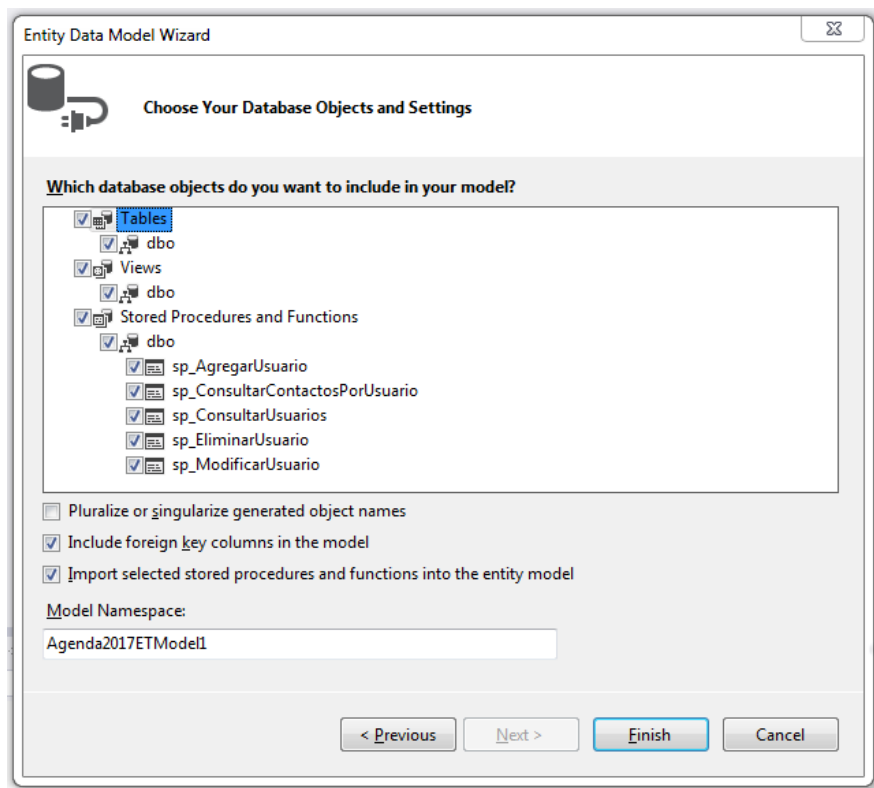 Entity Data Model Wizard
Choose Your Database Objects and Settings
Which database objects do you want to include in your model?
Tables
dbo
Views
dbo
Stored Procedures and Functions
dbo
sp_AgregarUsuario
sp_ConsultarContactosPorUsuario
sp_ConsultarUsuarios
sp_EliminarUsuario
sp_ModificarUsuario
Pluralize or singularize generated object names
Include foreign key columns in the model
Import selected stored procedures and functions into the entity model
Model Namespace:
Agenda2017ETModel1
< Previous Next > Finish Cancel